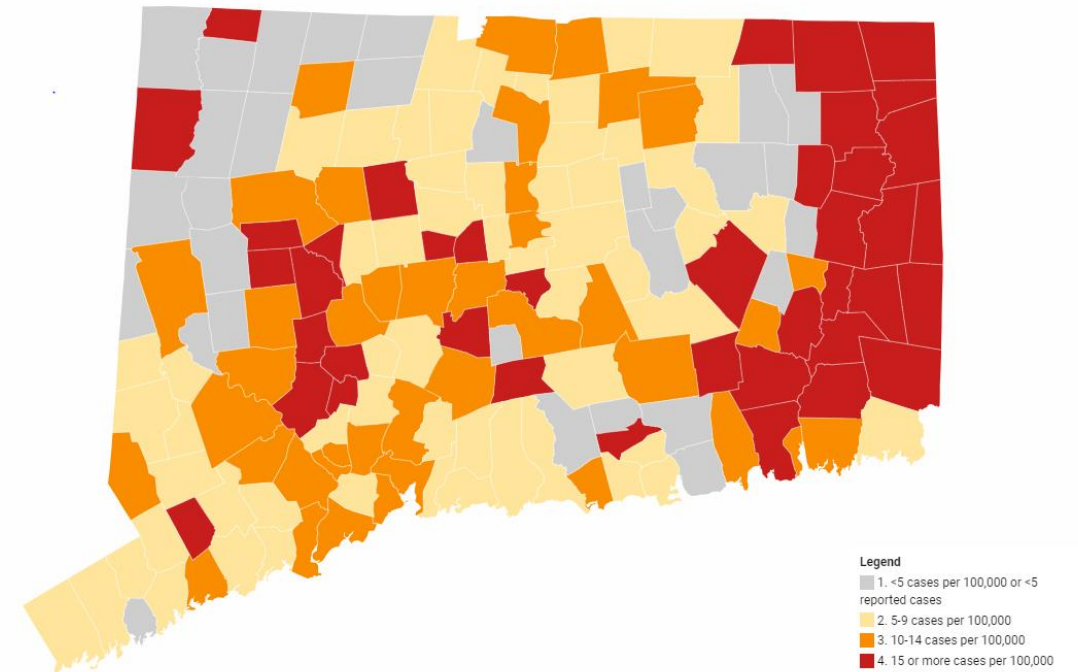 Legend
1. <5 cases per 100,000 or <5
reported cases
2. 5-9 cases per 100,000
3. 10-14 cases per 100,000
4. 15 or more cases per 100,000